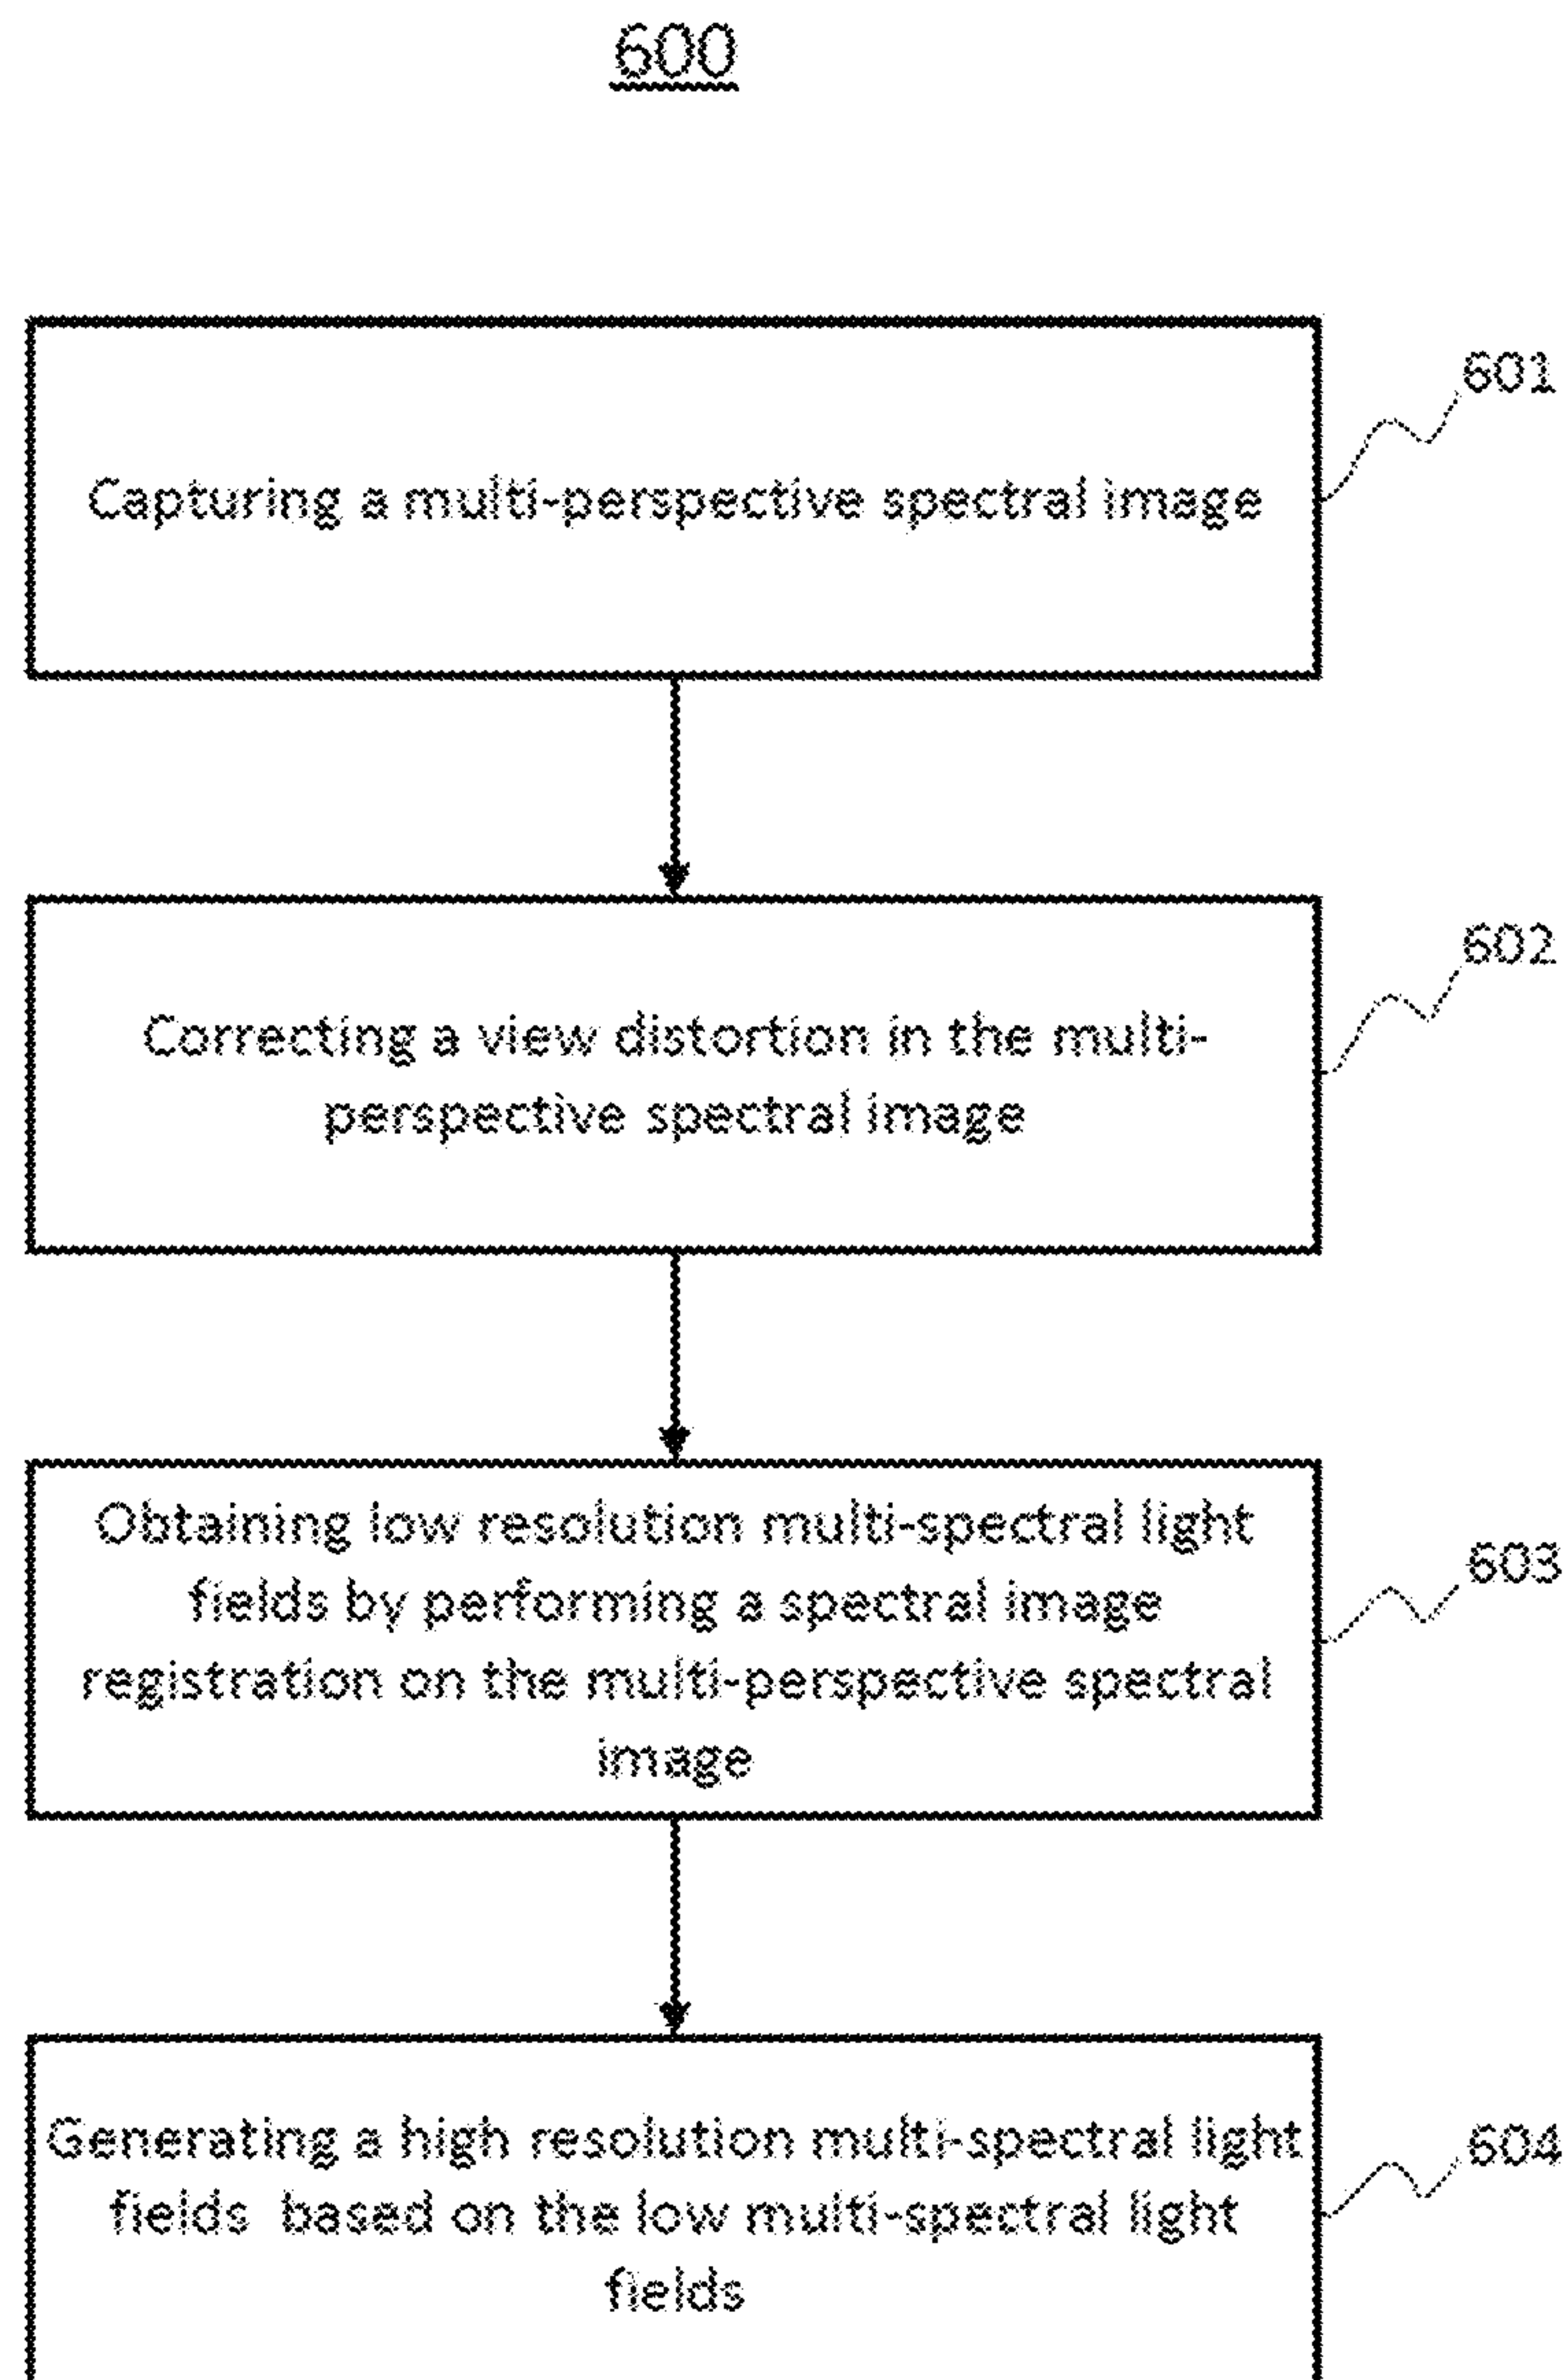 600
601
Capturing a multi-perspective spectral image
602
Correcting a view distortion in the multi-
perspective spectral image
Obtaining low resolution multi-spectral light
603
fields by performing a spectral image
registration on the multi-perspective spectral
image
Generating a high resolution multi-spectral light
604
fields based on the low multi-spectral light
fields